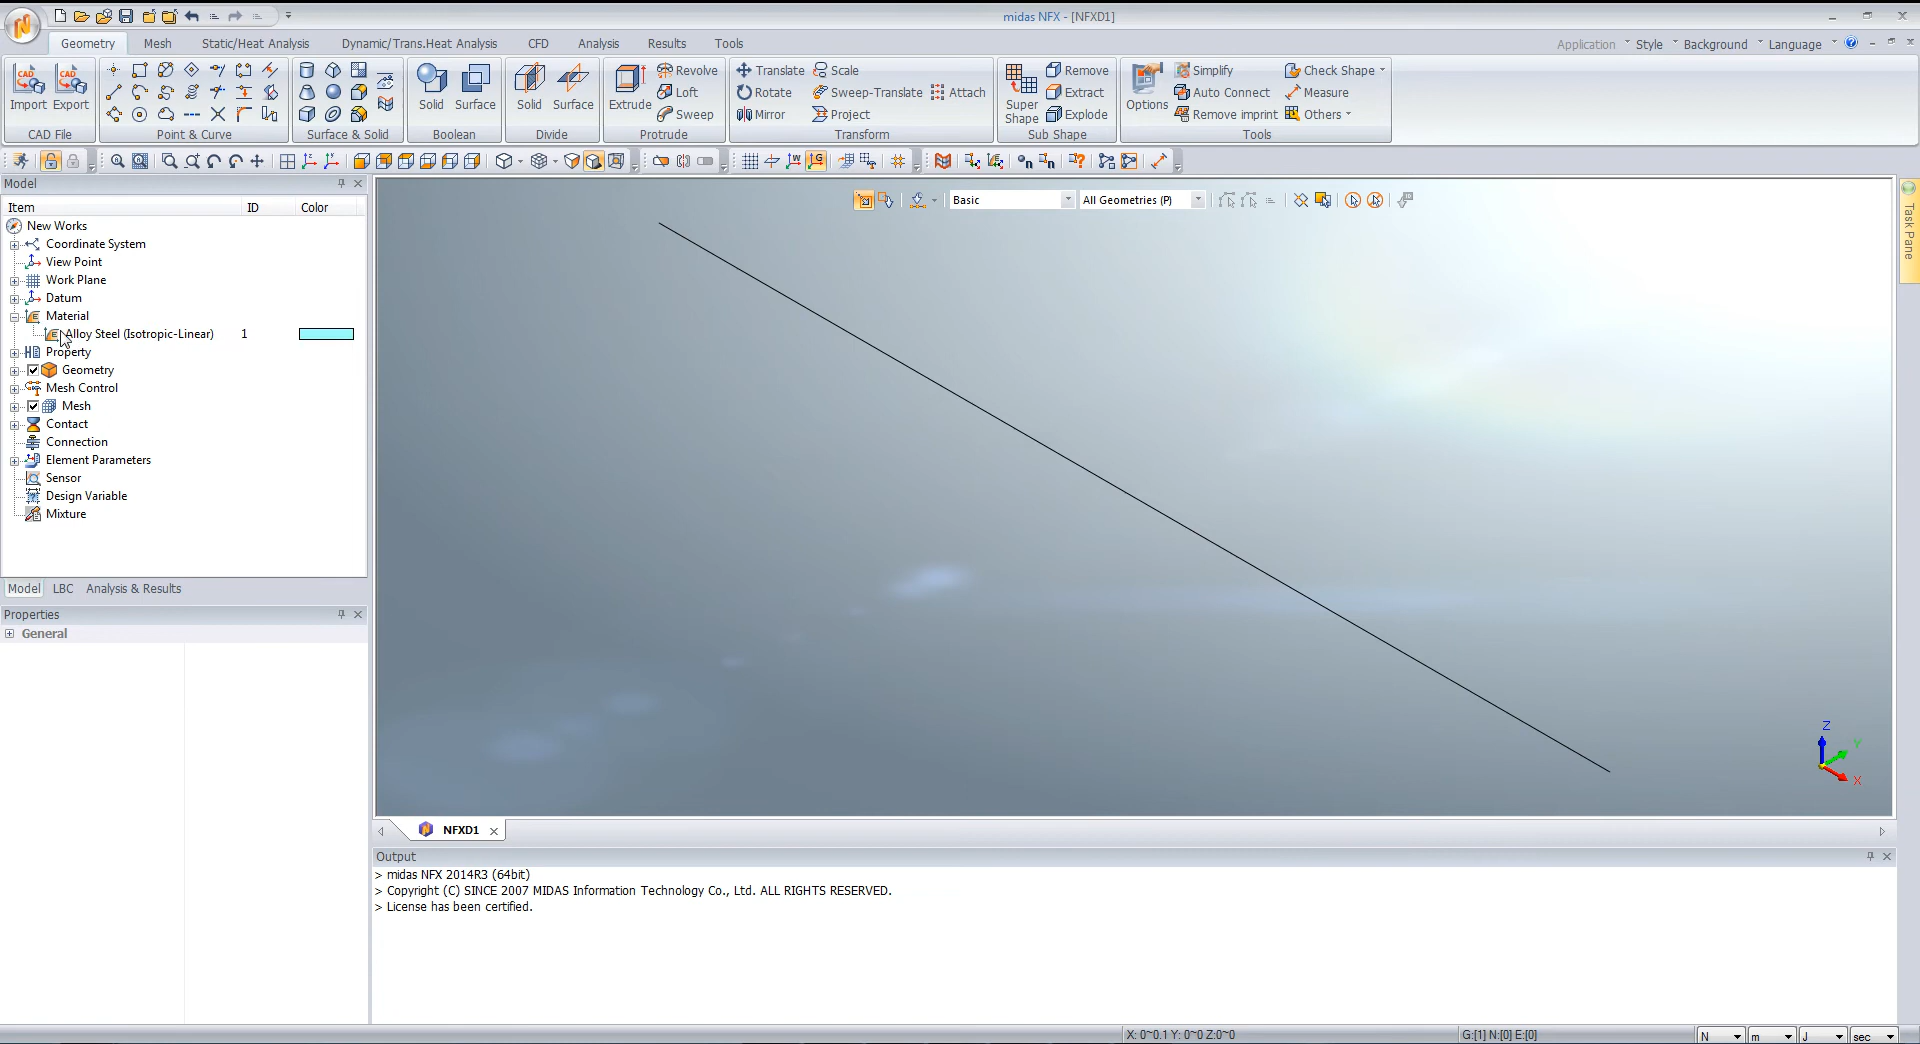 midas NFX - [NFXD1]
Geometry Mesh Static/Heat Analysis Dynamic/Trans.Heat Analysis CFD Analysis Results Tools
Application Style Background Language
Import Export
CAD File
Point & Curve
Surface & Solid
Solid Surface
Boolean
Solid Surface
Divide
Extrude
Revolve
Loft
Sweep
Protrude
Translate Scale
Rotate Sweep-Translate Attach
Mirror Project
Transform
Super Shape
Remove
Extract
Explode
Sub Shape
Options
Simplify Check Shape
Auto Connect Measure
Remove imprint Others
Tools
Model
Item ID Color
New Works
Coordinate System
View Point
Work Plane
Datum
Material
Alloy Steel (Isotropic-Linear) 1
Property
Geometry
Mesh Control
Mesh
Contact
Connection
Element Parameters
Sensor
Design Variable
Mixture
Model LBC Analysis & Results
Properties
General
Basic All Geometries (P)
Task Pane
Z
Y
X
NFXD1
Output
> midas NFX 2014R3 (64bit)
> Copyright (C) SINCE 2007 MIDAS Information Technology Co., Ltd. ALL RIGHTS RESERVED.
> License has been certified.
X: 0~0.1 Y: 0~0 Z:0~0
G:[1] N:[0] E:[0]
N m J sec